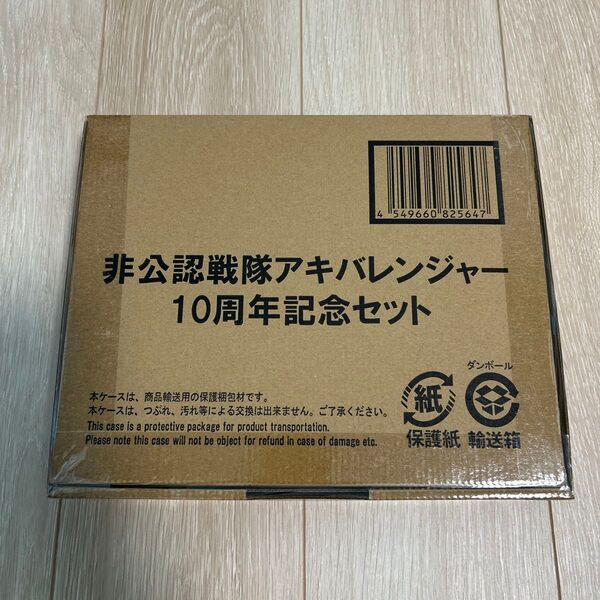 4 549660 825647
非公認戦隊アキバレンジャー
10周年記念セット
本ケースは、商品輸送用の保護梱包材です。
本ケースは、つぶれ、汚れ等による交換は出来ません。ご了承ください。
This case is a protective package for product transportation.
Please note this case will not be object for refund in case of damage etc.
紙
保護紙
ダンボール
輸送箱